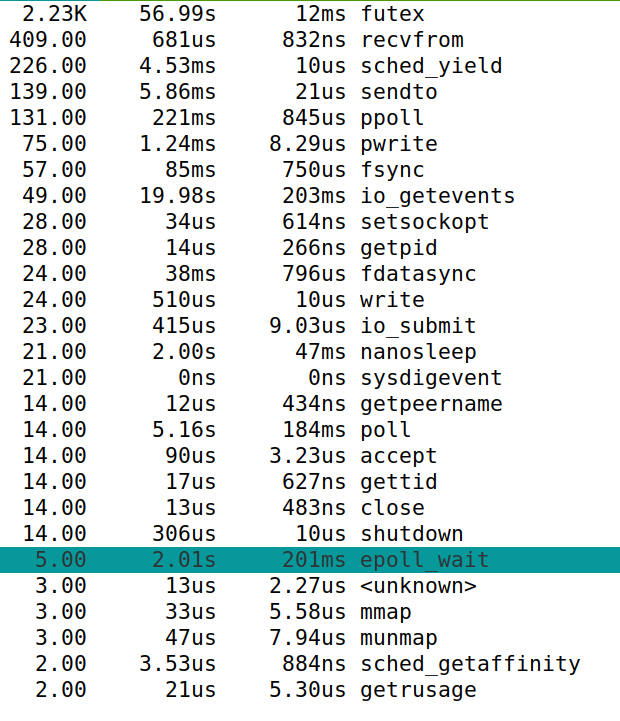 2.23K 56.99s 12ms futex
409.00 681us 832ns recvfrom
226.00 4.53ms 10us sched_yield
139.00 5.86ms 21us sendto
131.00 221ms 845us ppoll
75.00 1.24ms 8.29us pwrite
57.00 85ms 750us fsync
49.00 19.98s 203ms io_getevents
28.00 34us 614ns setsockopt
28.00 14us 266ns getpid
24.00 38ms 796us fdatasync
24.00 510us 10us write
23.00 415us 9.03us io_submit
21.00 2.00s 47ms nanosleep
21.00 0ns 0ns sysdigevent
14.00 12us 434ns getpeername
14.00 5.16s 184ms poll
14.00 90us 3.23us accept
14.00 17us 627ns gettid
14.00 13us 483ns close
14.00 306us 10us shutdown
5.00 2.01s 201ms epoll_wait
3.00 13us 2.27us <unknown>
3.00 33us 5.58us mmap
3.00 47us 7.94us munmap
2.00 3.53us 884ns sched_getaffinity
2.00 21us 5.30us getrusage